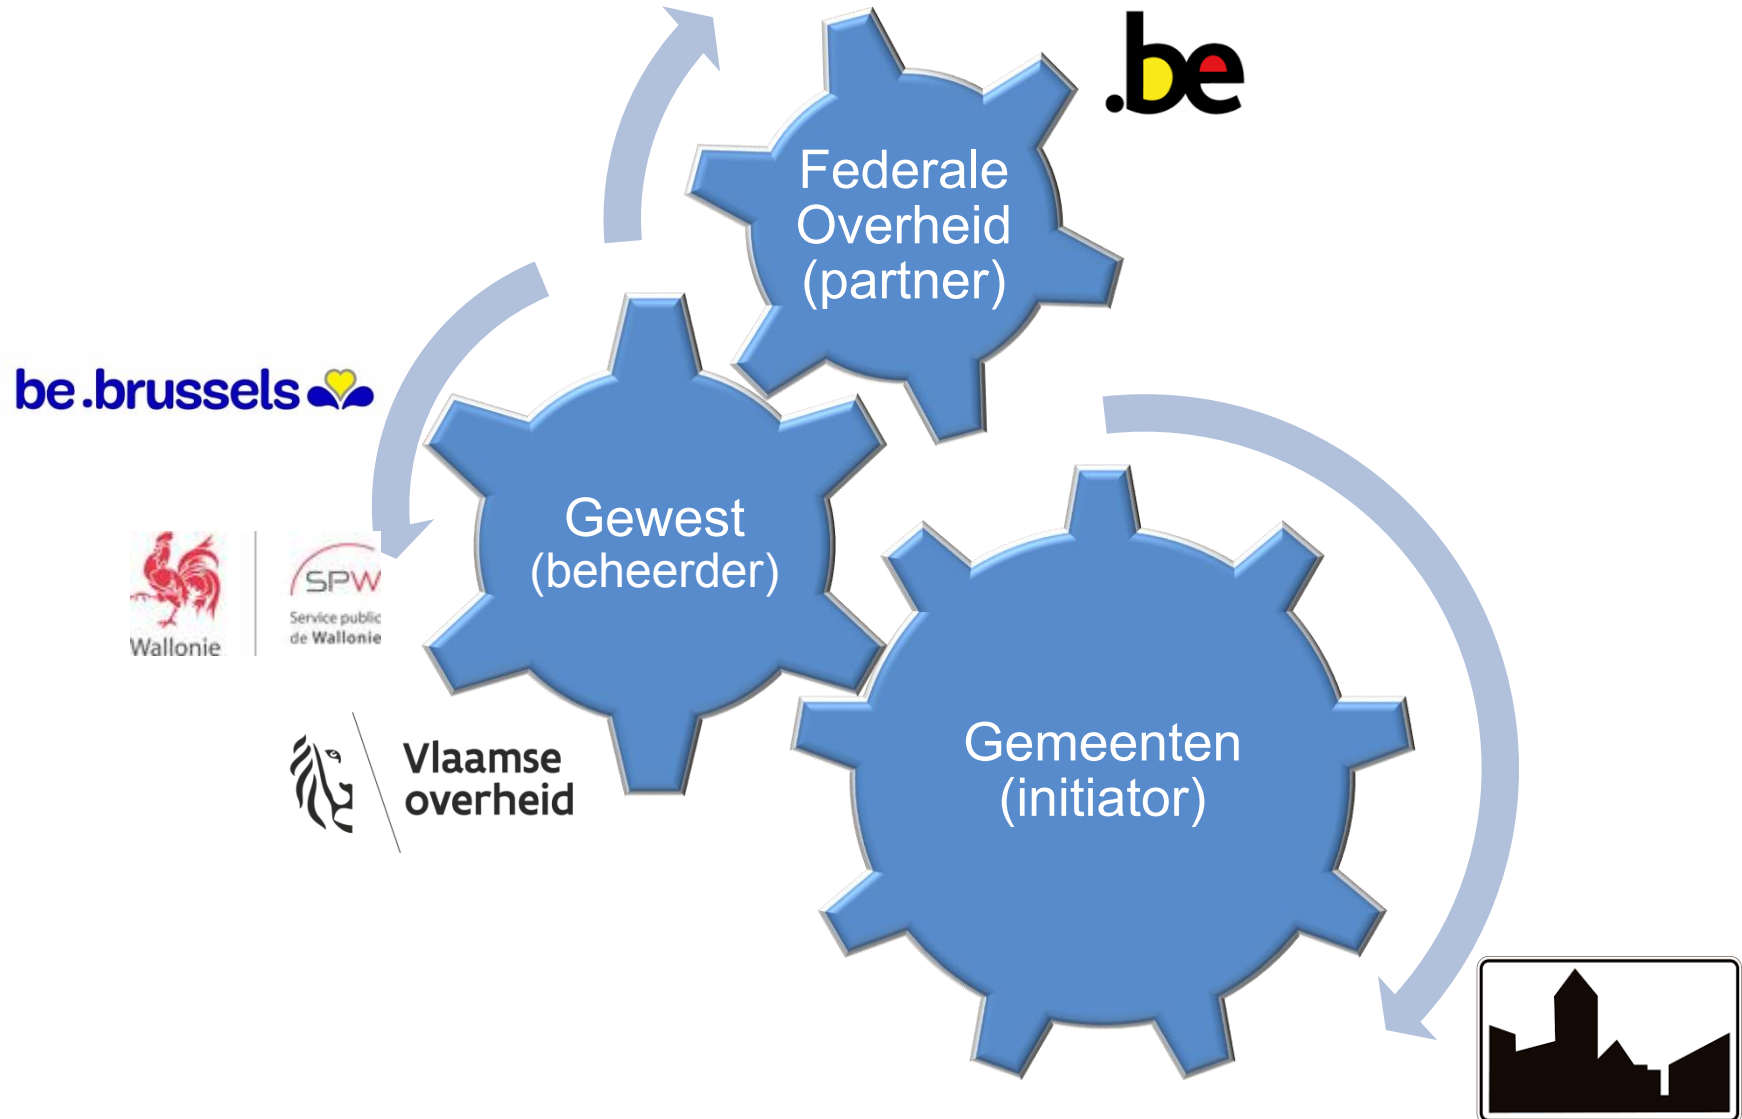 .be
Federale
Overheid
(partner)
be.brussels
Gewest
(beheerder)
SPW
Service public
de Wallonie
Wallonie
Vlaamse
overheid
Gemeenten
(initiator)